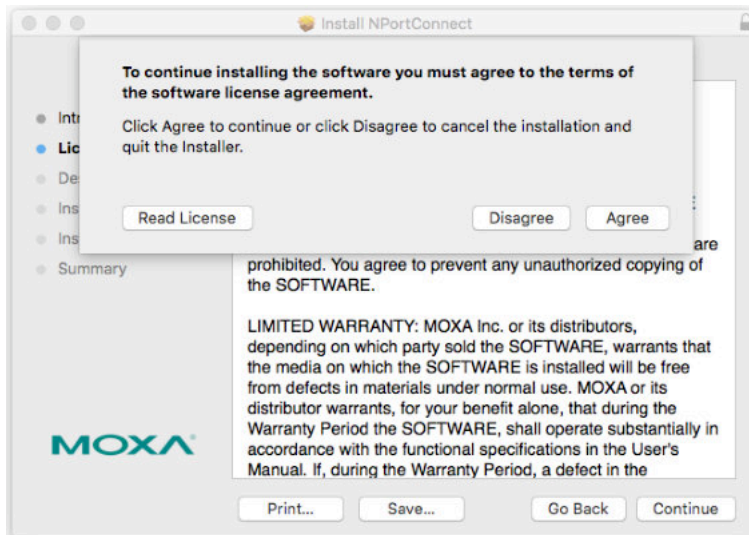 Install NPortConnect
To continue installing the software you must agree to the terms of
the software license agreement.
Click Agree to continue or click Disagree to cancel the installation and
quit the Installer.
Read License
Disagree
Agree
Lic
De
Ins
Ins
Summary
are
prohibited. You agree to prevent any unauthorized copying of
the SOFTWARE.
LIMITED WARRANTY: MOXA Inc. or its distributors,
depending on which party sold the SOFTWARE, warrants that
the media on which the SOFTWARE is installed will be free
from defects in materials under normal use. MOXA or its
distributor warrants, for your benefit alone, that during the
Warranty Period the SOFTWARE, shall operate substantially in
accordance with the functional specifications in the User's
Manual. If, during the Warranty Period, a defect in the
MOXA
Print...
Save...
Go Back
Continue